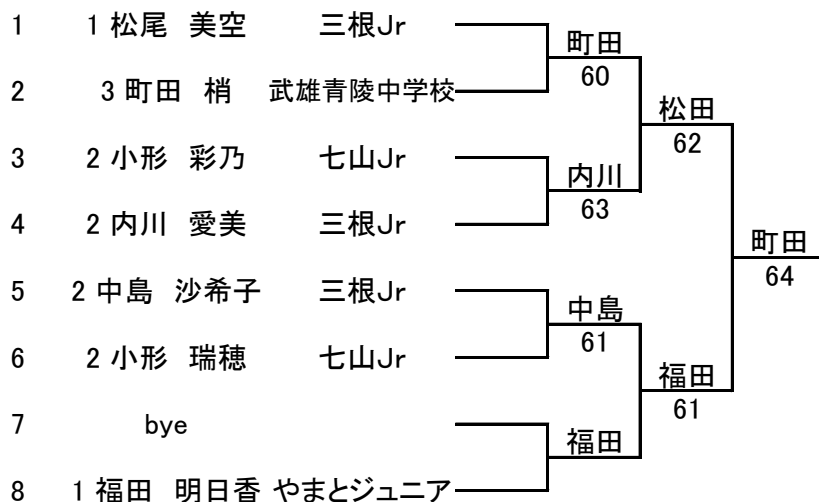 1 1 松尾 美空 三根Jr
町田
60
2 3 町田 梢 武雄青陵中学校
松田
62
3 2 小形 彩乃 七山Jr
内川
63
4 2 内川 愛美 三根Jr
町田
64
5 2 中島 沙希子 三根Jr
中島
61
6 2 小形 瑞穂 七山Jr
福田
61
7 bye
福田
8 1 福田 明日香 やまとジュニア